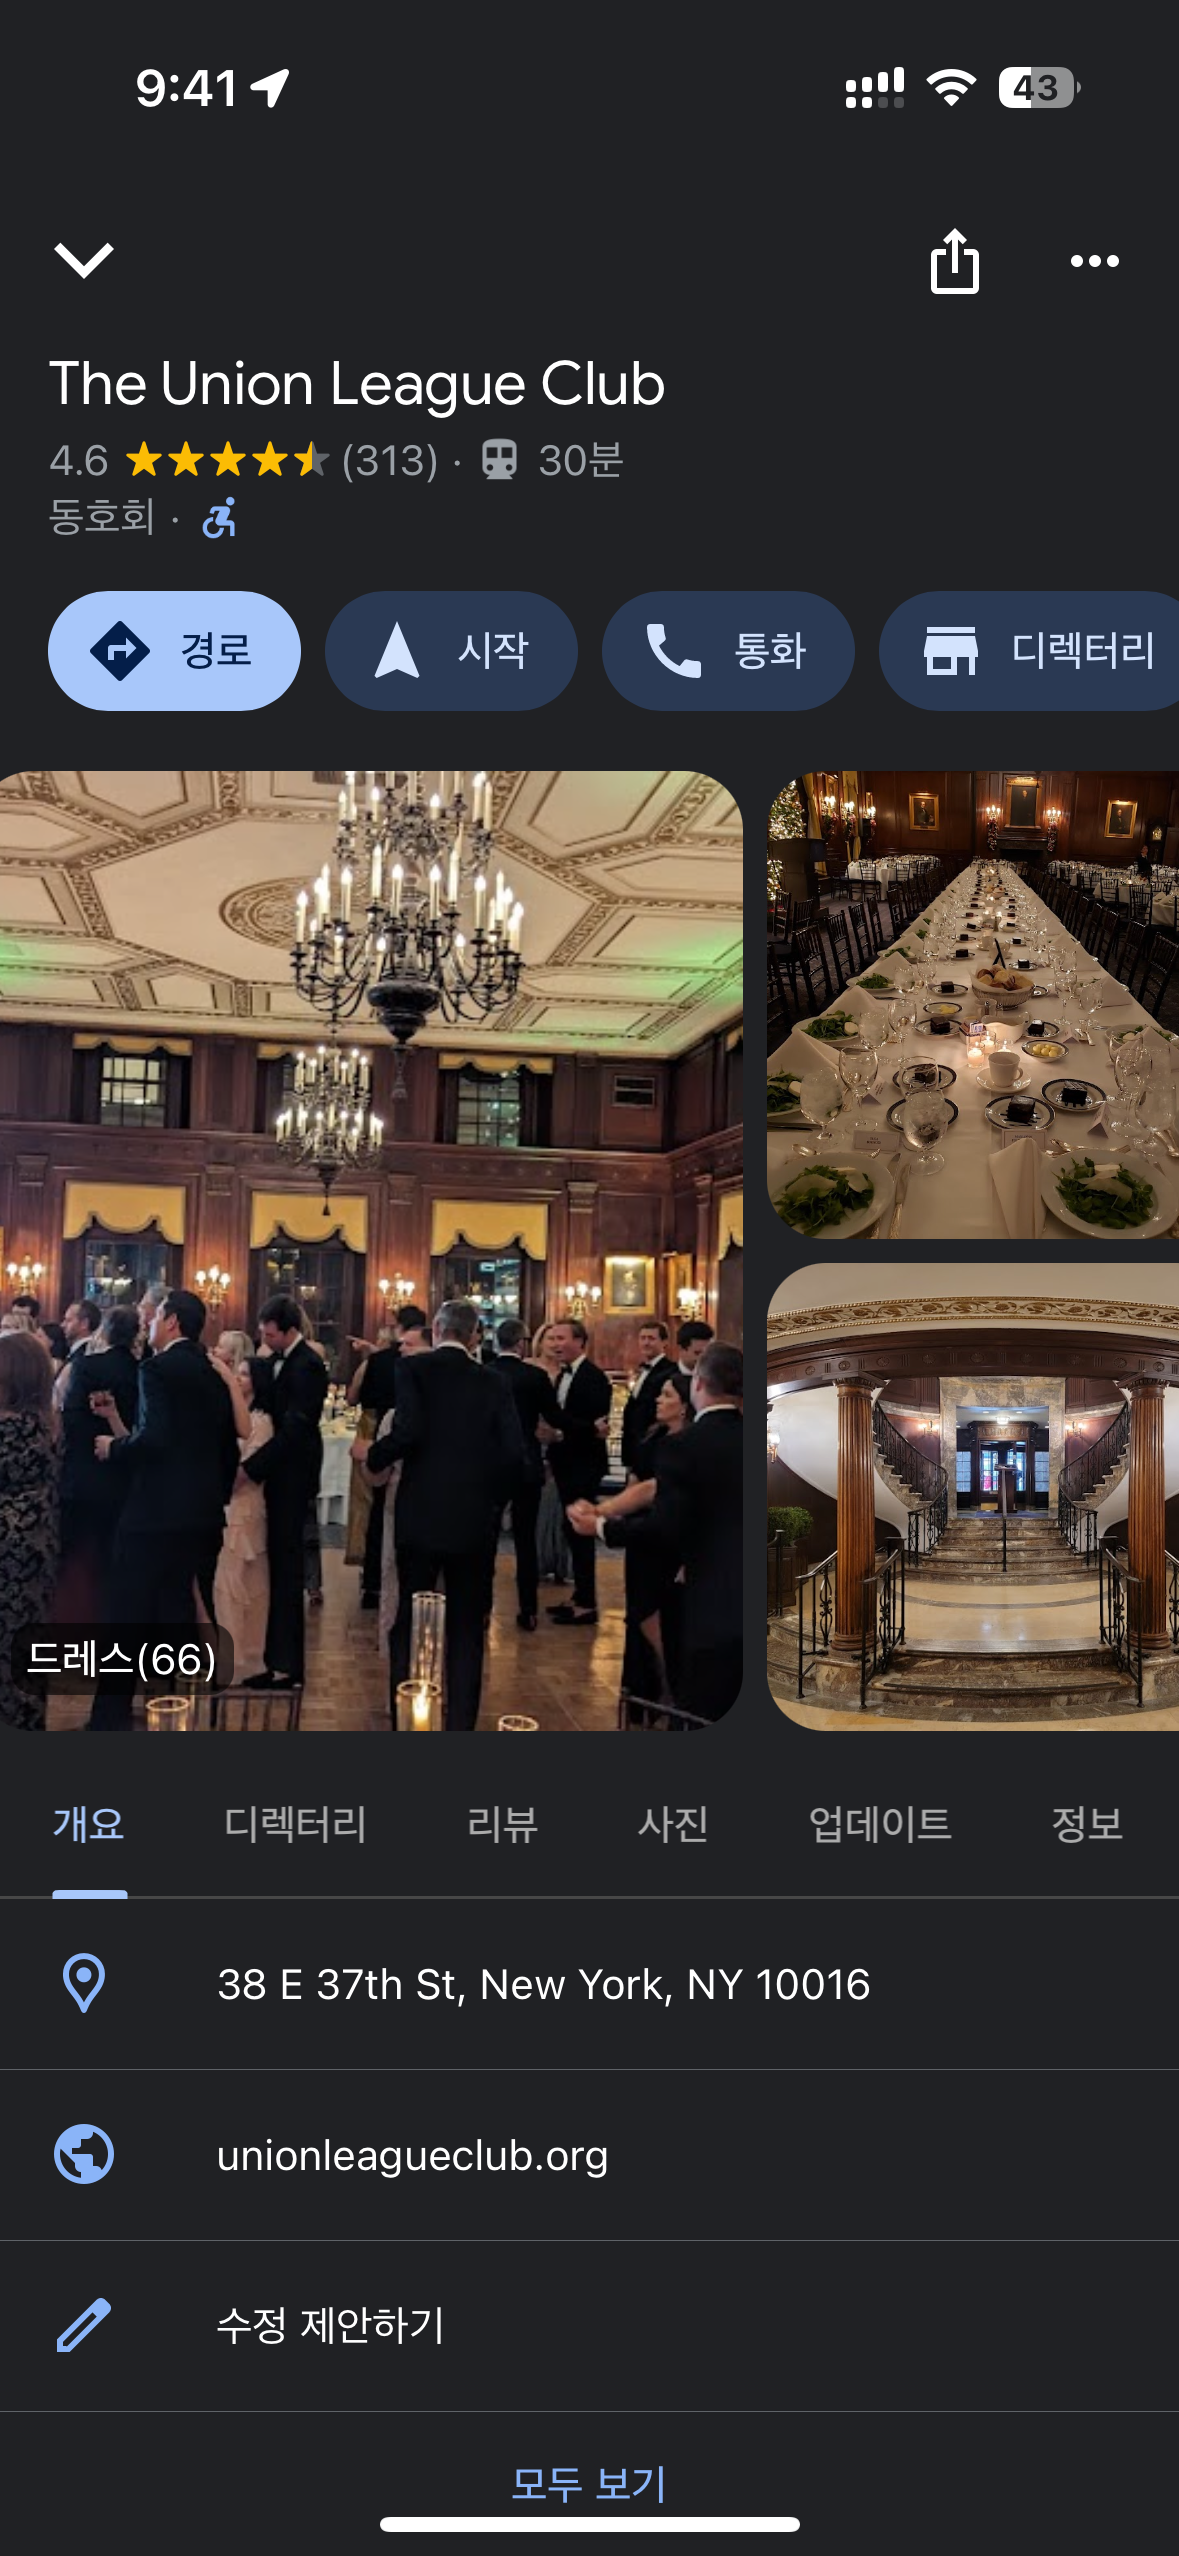 9:41
43
The Union League Club
4.6 (313) · 30분
동호회 ·
경로
시작
통화
디렉터리
드레스(66)
개요
디렉터리
리뷰
사진
업데이트
정보
38 E 37th St, New York, NY 10016
unionleagueclub.org
수정 제안하기
모두 보기